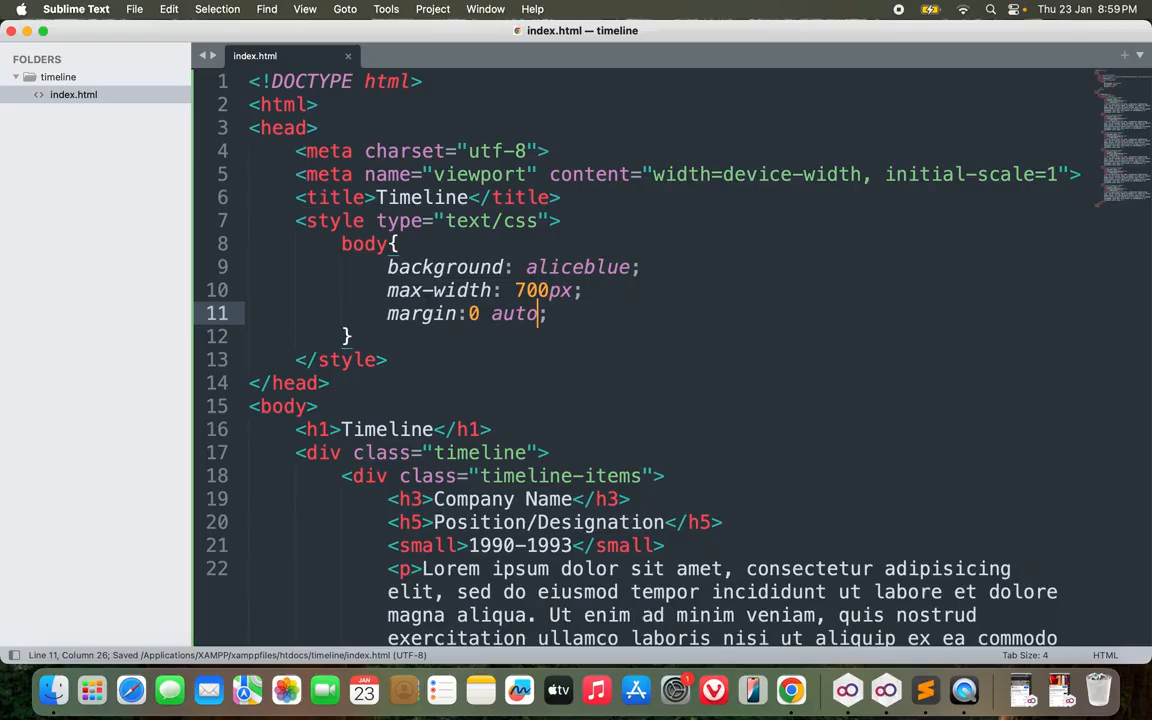 Sublime Text File Edit Selection Find View Goto Tools Project Window Help Thu 23 Jan 8:59 PM
index.html — timeline
FOLDERS
timeline
index.html
index.html
1 <!DOCTYPE html>
2 <html>
3 <head>
4 <meta charset="utf-8">
5 <meta name="viewport" content="width=device-width, initial-scale=1">
6 <title>Timeline</title>
7 <style type="text/css">
8 body{
9 background: aliceblue;
10 max-width: 700px;
11 margin:0 auto;
12 }
13 </style>
14 </head>
15 <body>
16 <h1>Timeline</h1>
17 <div class="timeline">
18 <div class="timeline-items">
19 <h3>Company Name</h3>
20 <h5>Position/Designation</h5>
21 <small>1990-1993</small>
22 <p>Lorem ipsum dolor sit amet, consectetur adipisicing
elit, sed do eiusmod tempor incididunt ut labore et dolore
magna aliqua. Ut enim ad minim veniam, quis nostrud
exercitation ullamco laboris nisi ut aliquip ex ea commodo
Line 11, Column 26; Saved /Applications/XAMPP/xamppfiles/htdocs/timeline/index.html (UTF-8) Tab Size: 4 HTML
JAN
23
tv
1